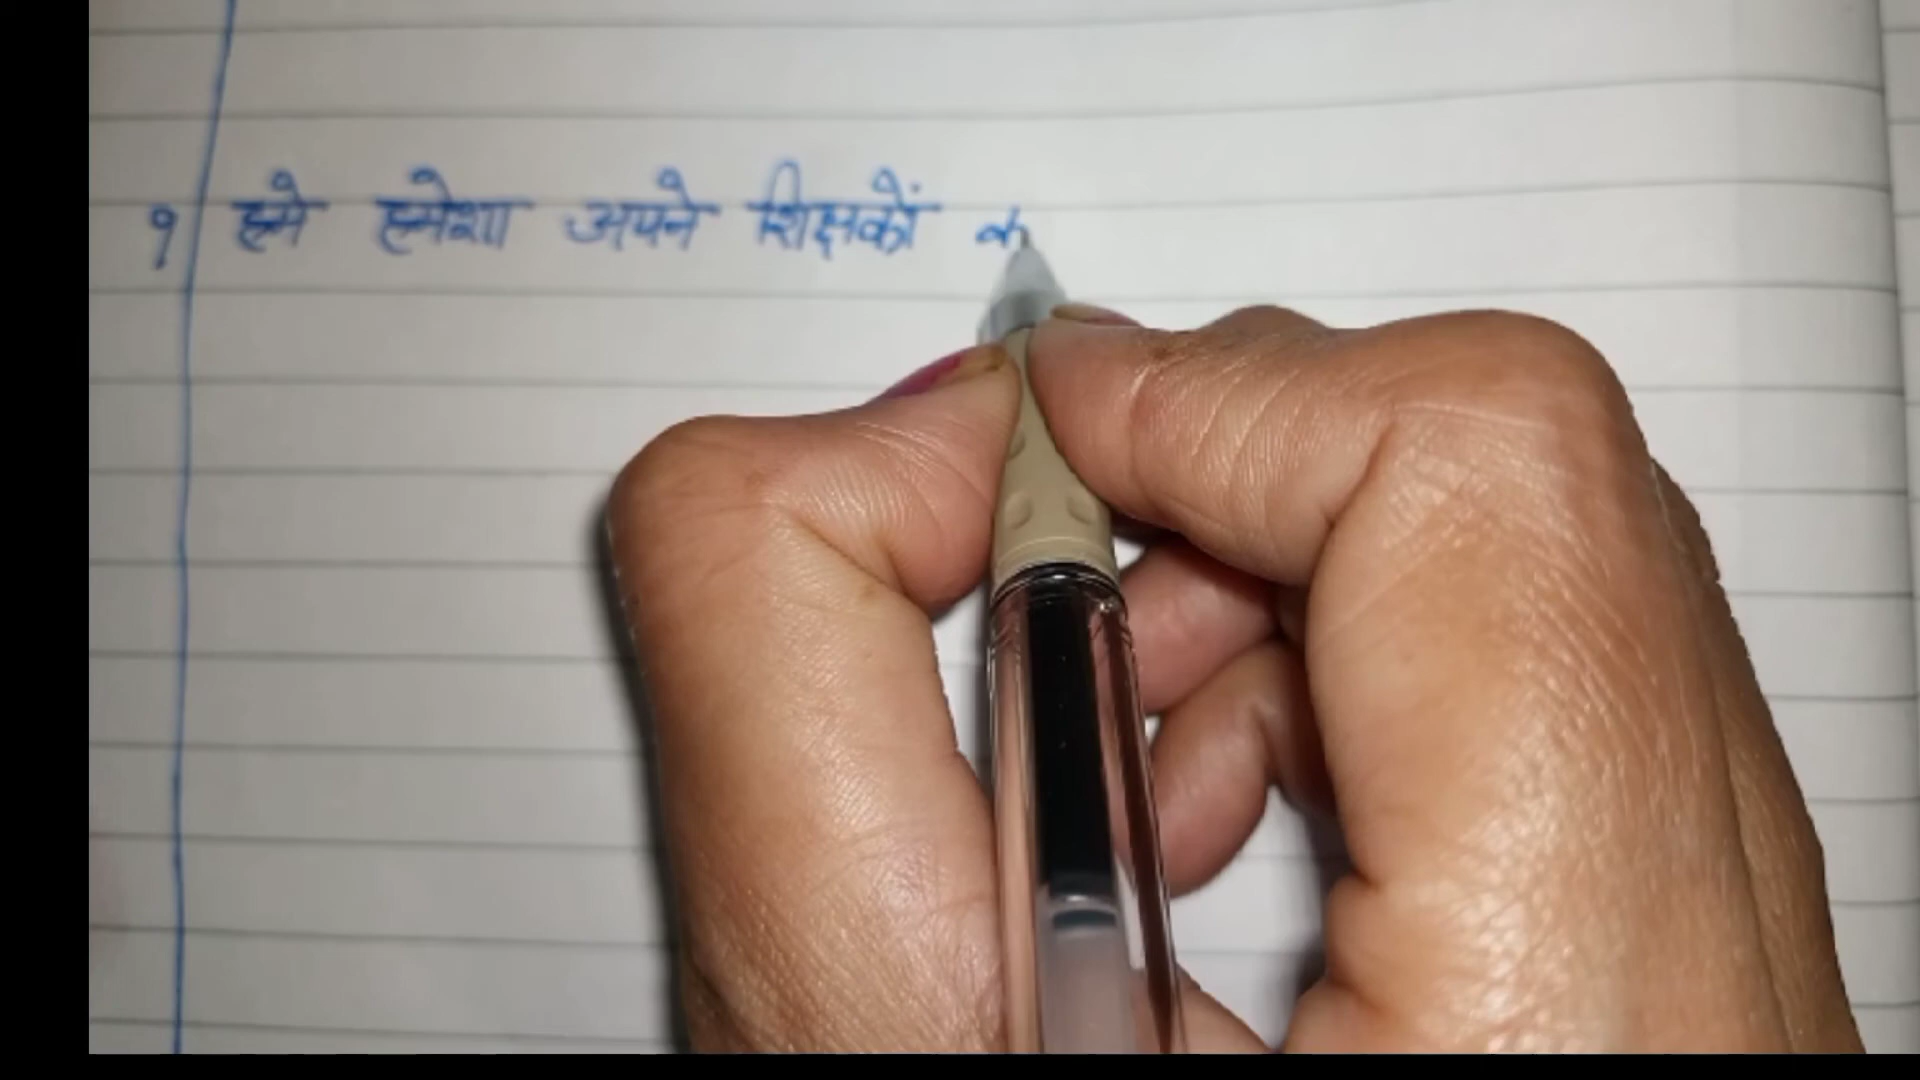 १ हमे हमेशा अपने शिक्षकों